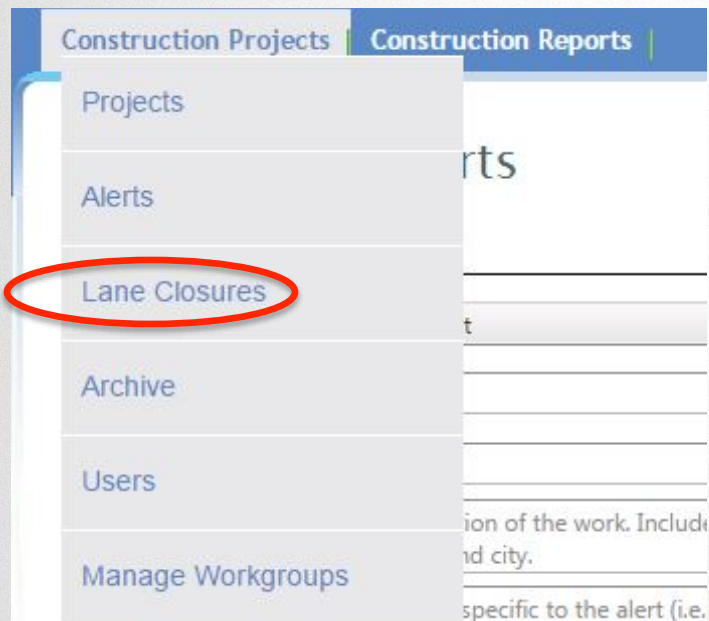 Construction Projects | Construction Reports |
Projects
rts
Alerts
Lane Closures
t
Archive
Users
ion of the work. Include
nd city.
Manage Workgroups
specific to the alert (i.e.